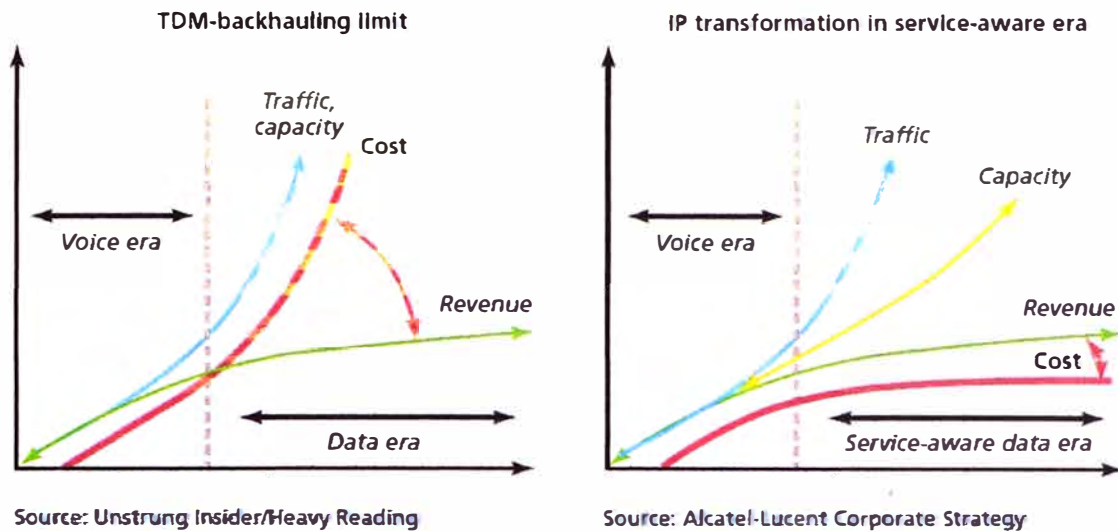 TDM-backhauling limit
Traffic,
capacity
Cost
Voice era
Revenue
Data era
Source: Unstrung Insider/Heavy Reading
IP transformation in service-aware era
Traffic
Capacity
Voice era
Revenue
Cost
Service-aware data era
Source: Alcatel-Lucent Corporate Strategy